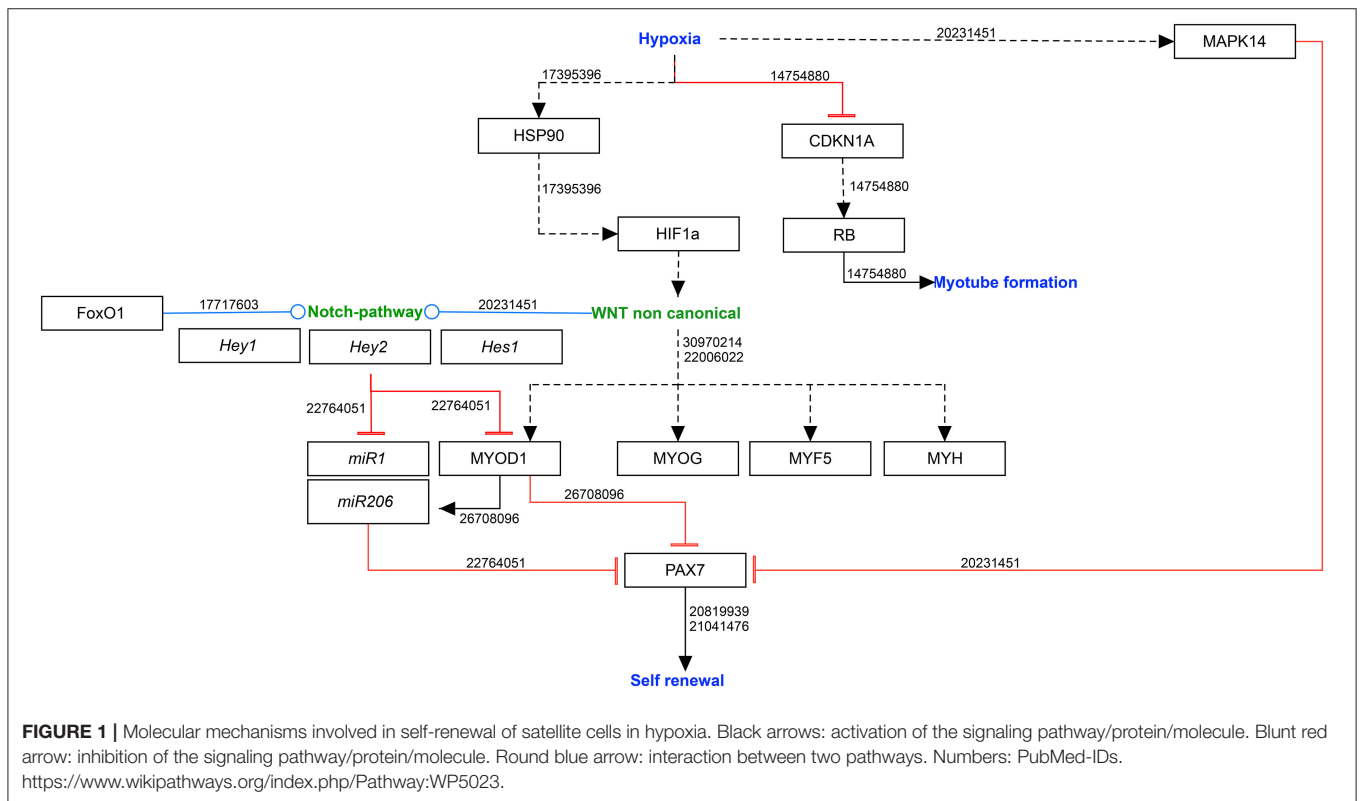 Hypoxia
20231451
MAPK14
17395396
14754880
HSP90
CDKN1A
17395396
14754880
HIF1a
RB
14754880
Myotube formation
FoxO1
17717603
Notch-pathway
20231451
WNT non canonical
Hey1
Hey2
Hes1
30970214
22006022
22764051
22764051
miR1
MYOD1
MYOG
MYF5
MYH
miR206
26708096
26708096
22764051
PAX7
20231451
20819939
21041476
Self renewal
FIGURE 1 | Molecular mechanisms involved in self-renewal of satellite cells in hypoxia. Black arrows: activation of the signaling pathway/protein/molecule. Blunt red
arrow: inhibition of the signaling pathway/protein/molecule. Round blue arrow: interaction between two pathways. Numbers: PubMed-IDs.
https://www.wikipathways.org/index.php/Pathway:WP5023.